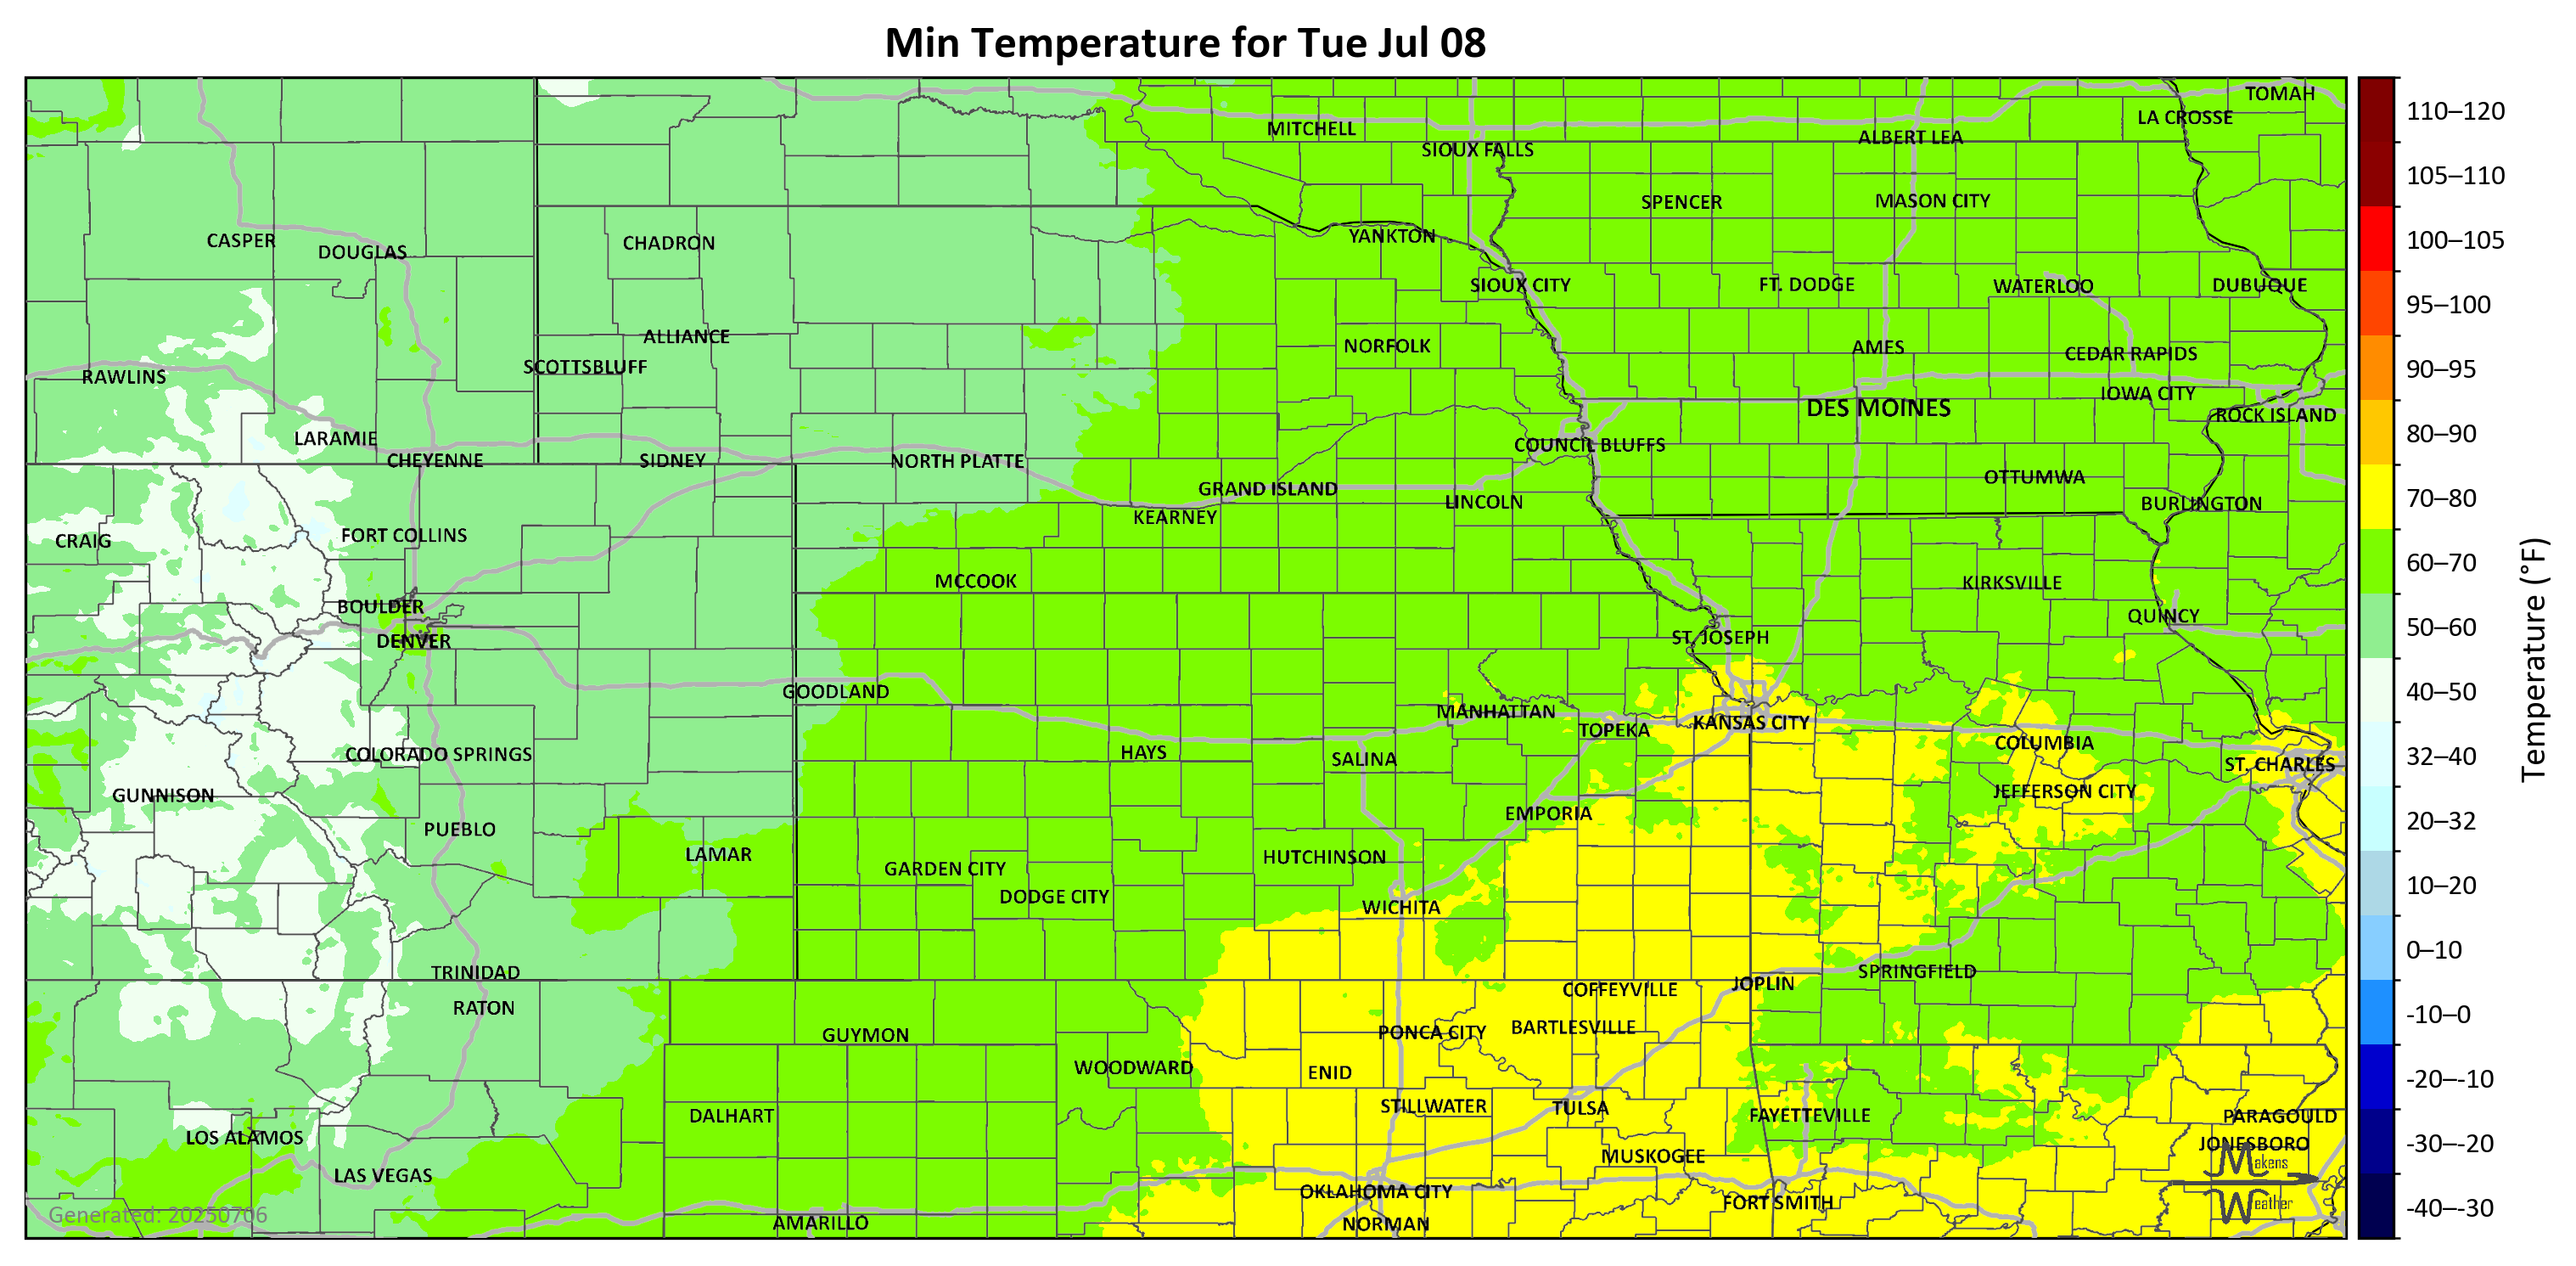 Min Temperature for Tue Jul 08
TOMAH
LA CROSSE
MITCHELL
ALBERT LEA
SIOUX FALLS
SPENCER
MASON CITY
CASPER
DOUGLAS
CHADRON
YANKTON
SIOUX CITY
FT. DODGE
WATERLOO
DUBUQUE
ALLIANCE
NORFOLK
AMES
CEDAR RAPIDS
SCOTTSBLUFF
RAWLINS
IOWA CITY
DES MOINES
ROCK ISLAND
LARAMIE
COUNCIL BLUFFS
CHEYENNE
SIDNEY
NORTH PLATTE
OTTUMWA
GRAND ISLAND
LINCOLN
BURLINGTON
KEARNEY
CRAIG
FORT COLLINS
MCCOOK
KIRKSVILLE
BOULDER
QUINCY
DENVER
ST. JOSEPH
GOODLAND
MANHATTAN
TOPEKA
KANSAS CITY
COLUMBIA
COLORADO SPRINGS
HAYS
SALINA
ST. CHARLES
GUNNISON
JEFFERSON CITY
EMPORIA
PUEBLO
LAMAR
HUTCHINSON
GARDEN CITY
DODGE CITY
WICHITA
TRINIDAD
SPRINGFIELD
JOPLIN
COFFEYVILLE
RATON
GUYMON
PONCA CITY
BARTLESVILLE
WOODWARD
ENID
DALHART
STILLWATER
TULSA
FAYETTEVILLE
PARAGOULD
LOS ALAMOS
JONESBORO
MUSKOGEE
LAS VEGAS
OKLAHOMA CITY
FORT SMITH
AMARILLO
NORMAN
Generated: 20250706
Makens
Weather
110–120
105–110
100–105
95–100
90–95
80–90
70–80
60–70
50–60
40–50
32–40
20–32
10–20
0–10
-10–0
-20–-10
-30–-20
-40–-30
Temperature (°F)